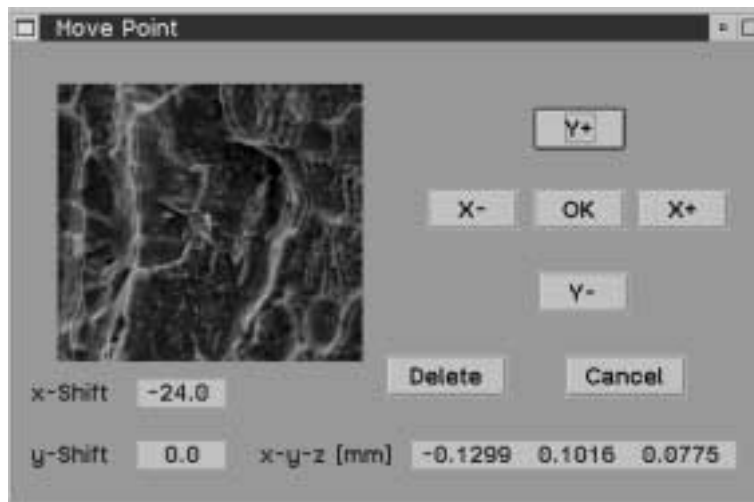 Move Point
Y+
X- OK X+
Y-
Delete Cancel
x-Shift -24.0
y-Shift 0.0 x-y-z [mm] -0.1299 0.1016 0.0775